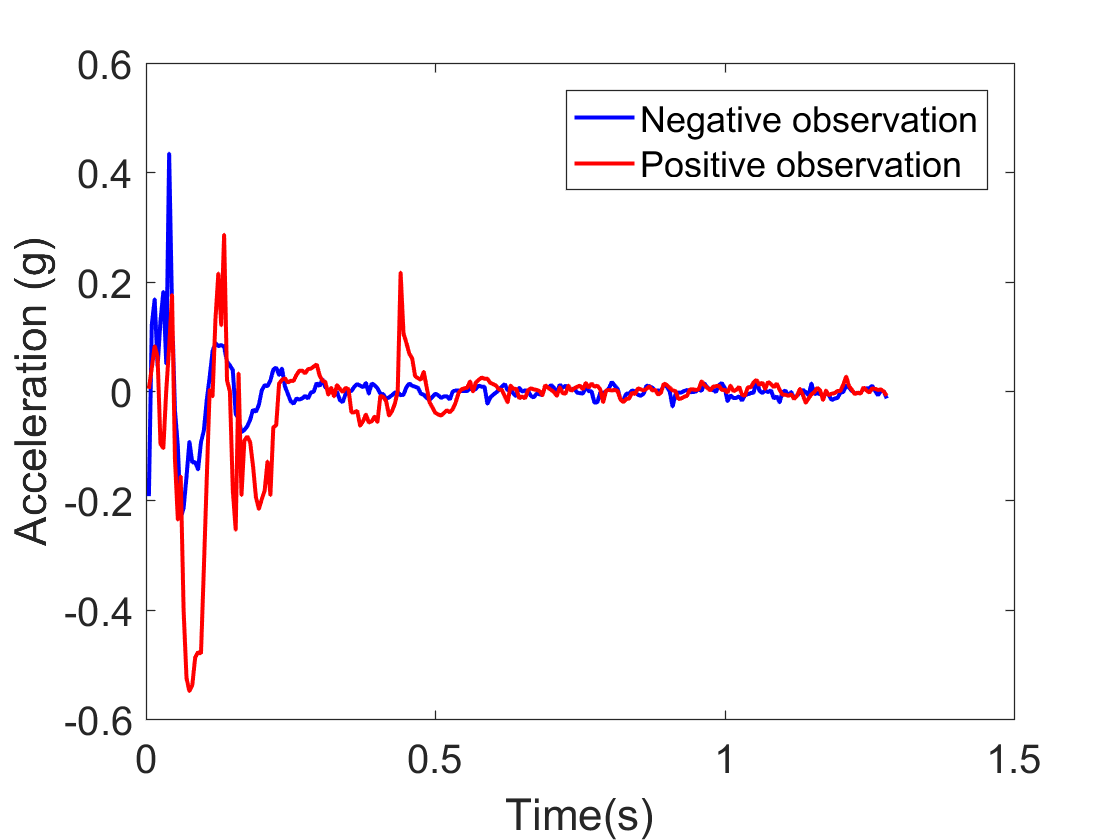 0.6
Negative observation
Positive observation
0.4
0.2
0
-0.2
-0.4
-0.6
Acceleration (g)
0
0.5
1
1.5
Time(s)